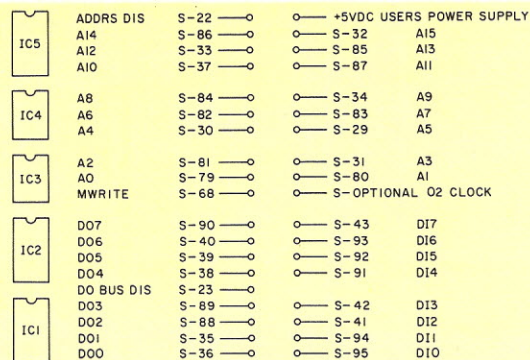 ADDRS DIS S-22 +5VDC USERS POWER SUPPLY
IC5 A14 S-86 S-32 A15
A12 S-33 S-85 A13
A10 S-37 S-87 A11
A8 S-84 S-34 A9
IC4 A6 S-82 S-83 A7
A4 S-30 S-29 A5
A2 S-81 S-31 A3
IC3 A0 S-79 S-80 A1
MWRITE S-68 S-OPTIONAL 02 CLOCK
DO7 S-90 S-43 DI7
DO6 S-40 S-93 DI6
IC2 DO5 S-39 S-92 DI5
DO4 S-38 S-91 DI4
DO BUS DIS S-23
DO3 S-89 S-42 DI3
IC1 DO2 S-88 S-41 DI2
DO1 S-35 S-94 DI1
DO0 S-36 S-95 DI0